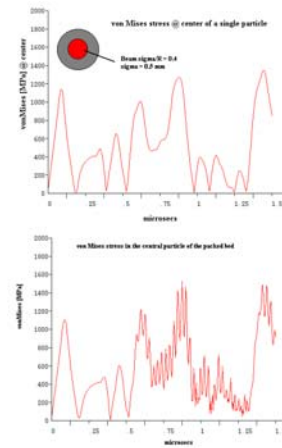 von Mises stress @ center of a single particle
Beam sigma/R = 0.4
sigma = 0.5 mm
vonMises [MPa] @ center
2000
1800
1600
1400
1200
1000
800
600
400
200
0
0 .25 .5 .75 1 1.25
microsecs
von Mises stress in the central particle of the packed bed
vonMises [MPa]
2000
1800
1600
1400
1200
1000
800
600
400
200
0
0 .25 .5 .75 1
microsecs